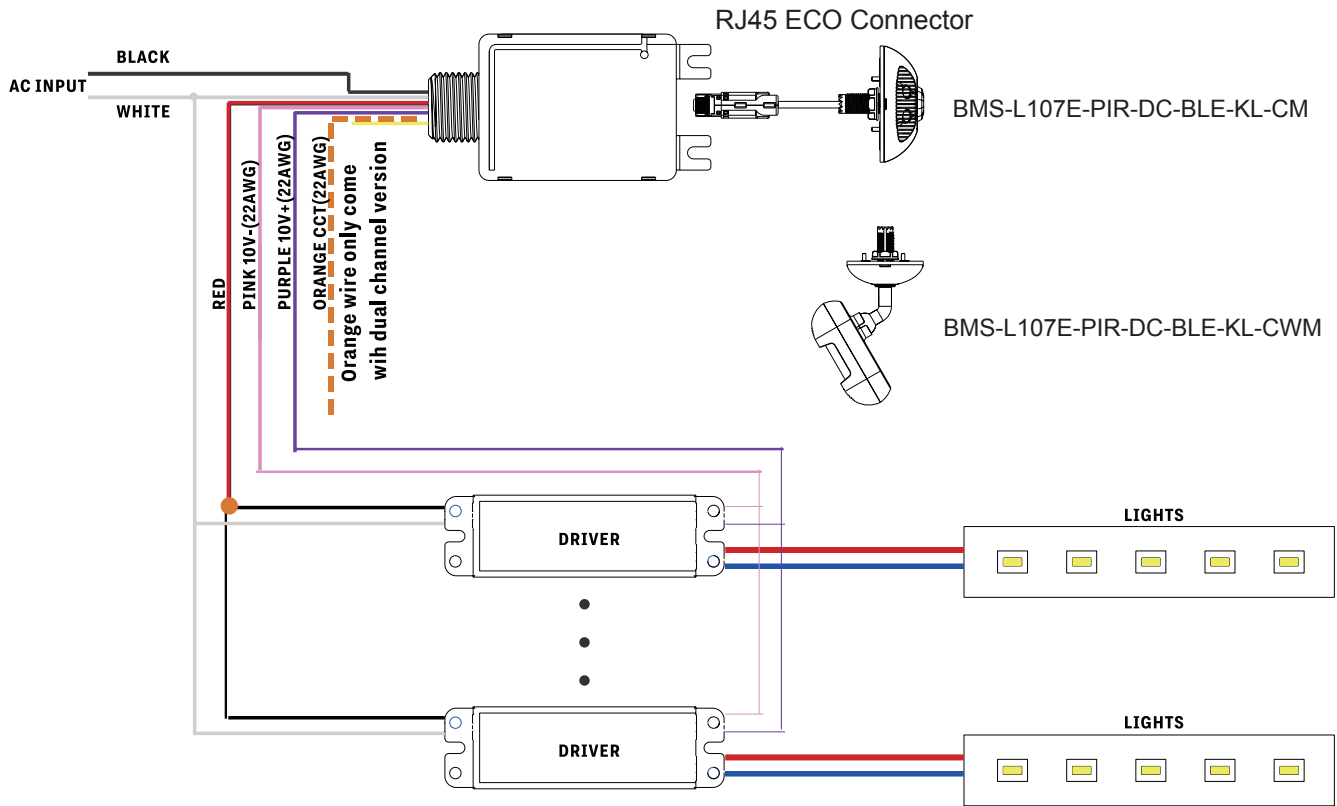 RJ45 ECO Connector
BLACK
AC INPUT
WHITE
BMS-L107E-PIR-DC-BLE-KL-CM
RED
PINK 10V-(22AWG)
PURPLE 10V+(22AWG)
ORANGE CCT(22AWG)
Orange wire only come
wih dual channel version
BMS-L107E-PIR-DC-BLE-KL-CWM
DRIVER
LIGHTS
DRIVER
LIGHTS